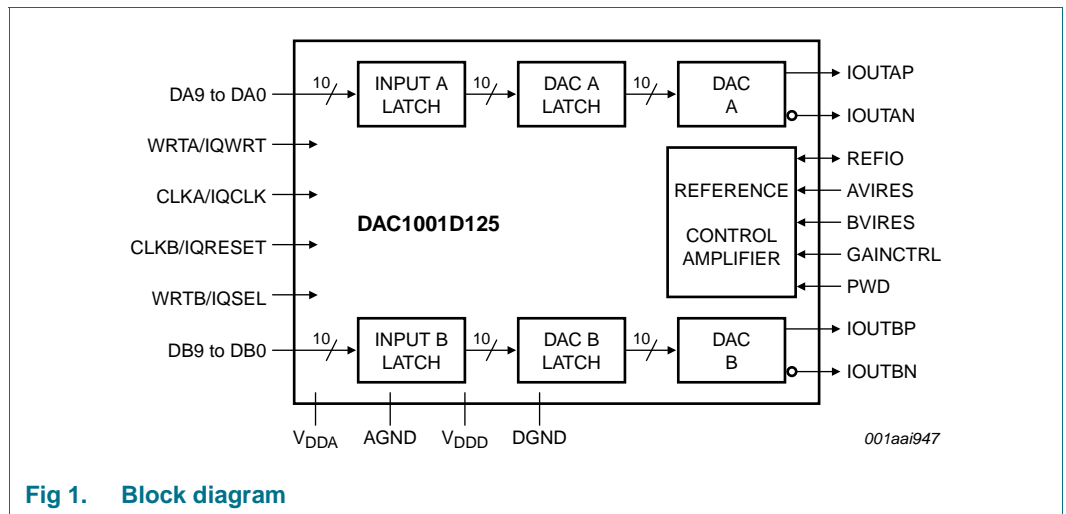 DA9 to DA0
WRTA/IQWRT
CLKA/IQCLK
CLKB/IQRESET
WRTB/IQSEL
DB9 to DB0
10
INPUT A
LATCH
10
DAC A
LATCH
10
DAC
A
IOUTAP
IOUTAN
REFERENCE
CONTROL
AMPLIFIER
REFIO
AVIRES
BVIRES
GAINCTRL
PWD
DAC1001D125
10
INPUT B
LATCH
10
DAC B
LATCH
10
DAC
B
IOUTBP
IOUTBN
VDDA
AGND
VDDD
DGND
001aai947
Fig 1. Block diagram